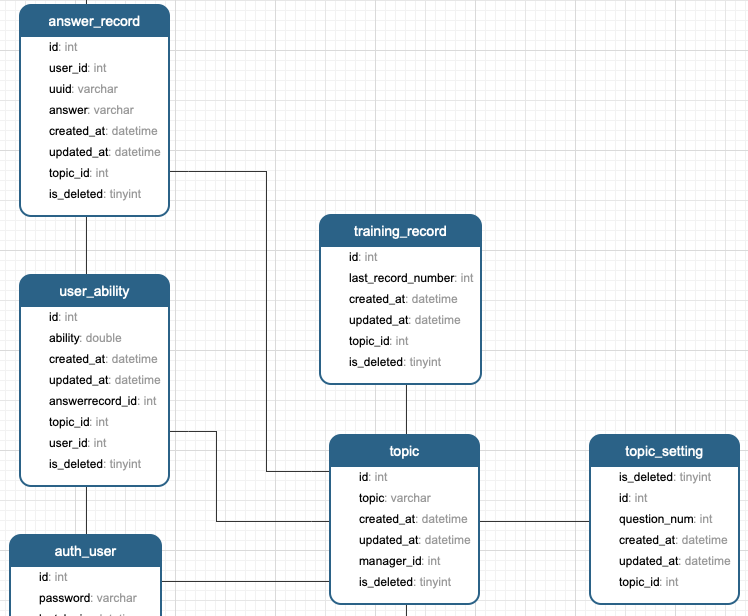 answer_record
id: int
user_id: int
uuid: varchar
answer: varchar
created_at: datetime
updated_at: datetime
topic_id: int
is_deleted: tinyint
training_record
id: int
last_record_number: int
created_at: datetime
updated_at: datetime
topic_id: int
is_deleted: tinyint
user_ability
id: int
ability: double
created_at: datetime
updated_at: datetime
answerrecord_id: int
topic_id: int
user_id: int
is_deleted: tinyint
topic
id: int
topic: varchar
created_at: datetime
updated_at: datetime
manager_id: int
is_deleted: tinyint
topic_setting
is_deleted: tinyint
id: int
question_num: int
created_at: datetime
updated_at: datetime
topic_id: int
auth_user
id: int
password: varchar